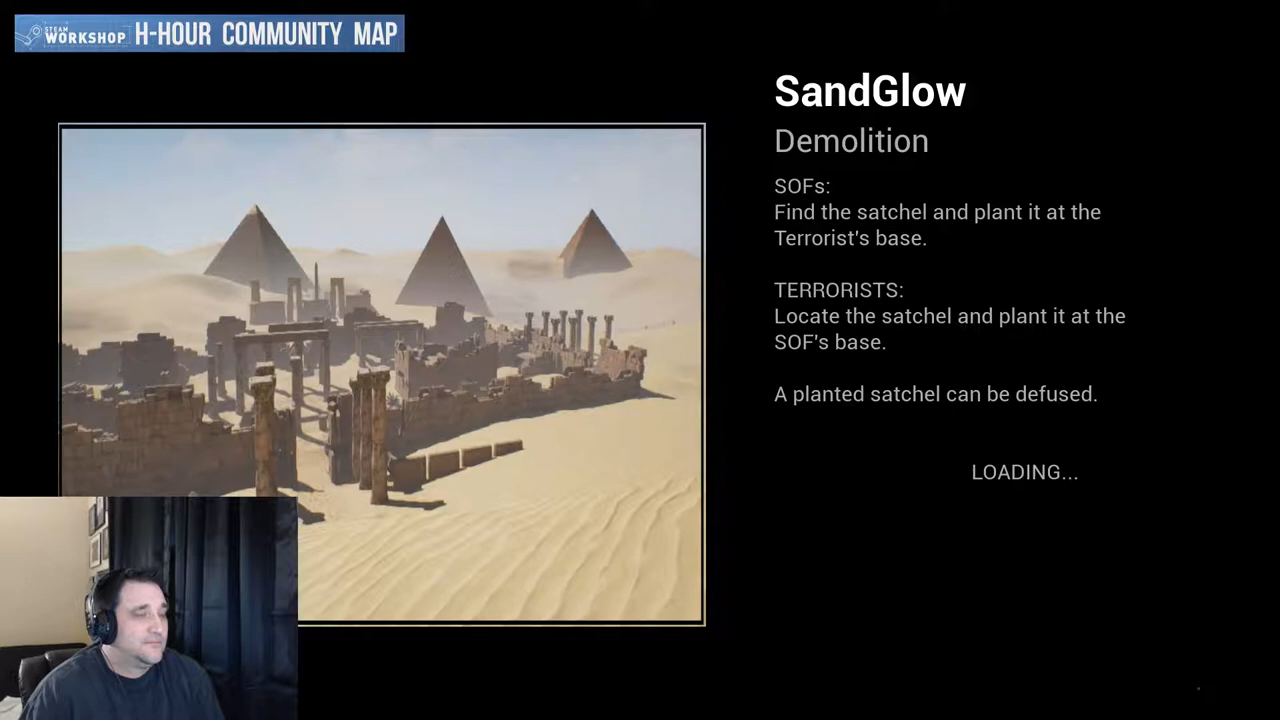 STEAM
WORKSHOP H-HOUR COMMUNITY MAP
SandGlow
Demolition
SOFs:
Find the satchel and plant it at the
Terrorist's base.
TERRORISTS:
Locate the satchel and plant it at the
SOF's base.
A planted satchel can be defused.
LOADING...